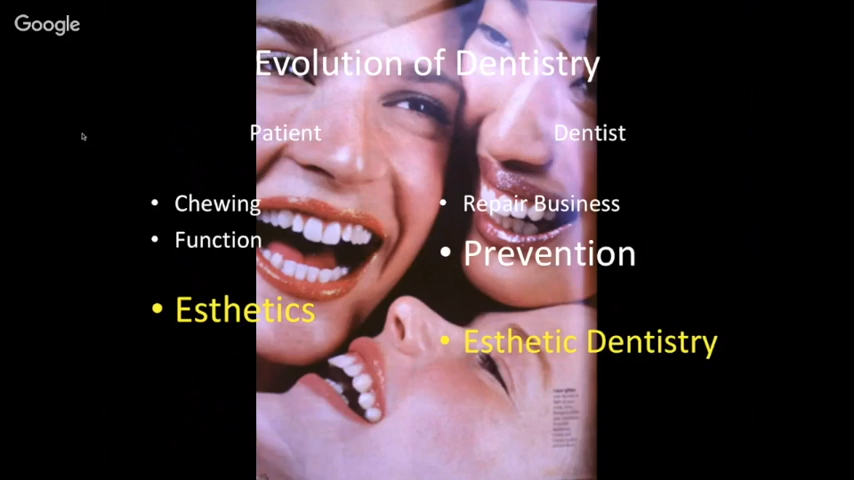 Google
Evolution of Dentistry
Patient
Dentist
• Chewing
• Function
• Esthetics
• Repair Business
• Prevention
• Esthetic Dentistry